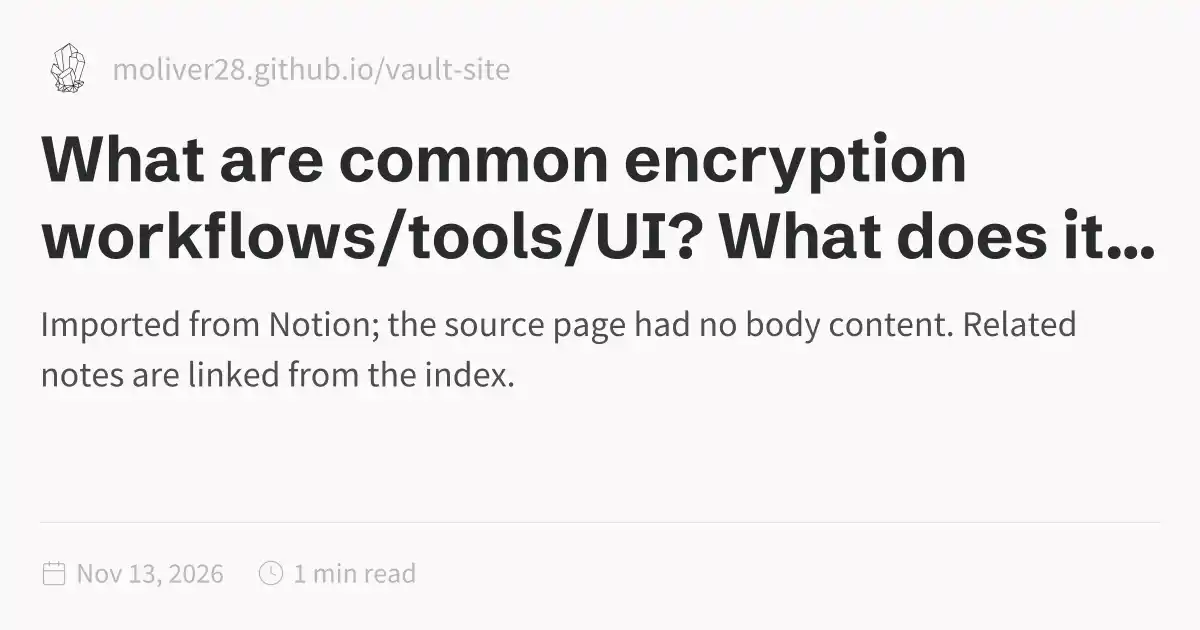 moliver28.github.io/vault-site
What are common encryption
workflows/tools/UI? What does it...
Imported from Notion; the source page had no body content. Related
notes are linked from the index.
Nov 13, 2026
1 min read